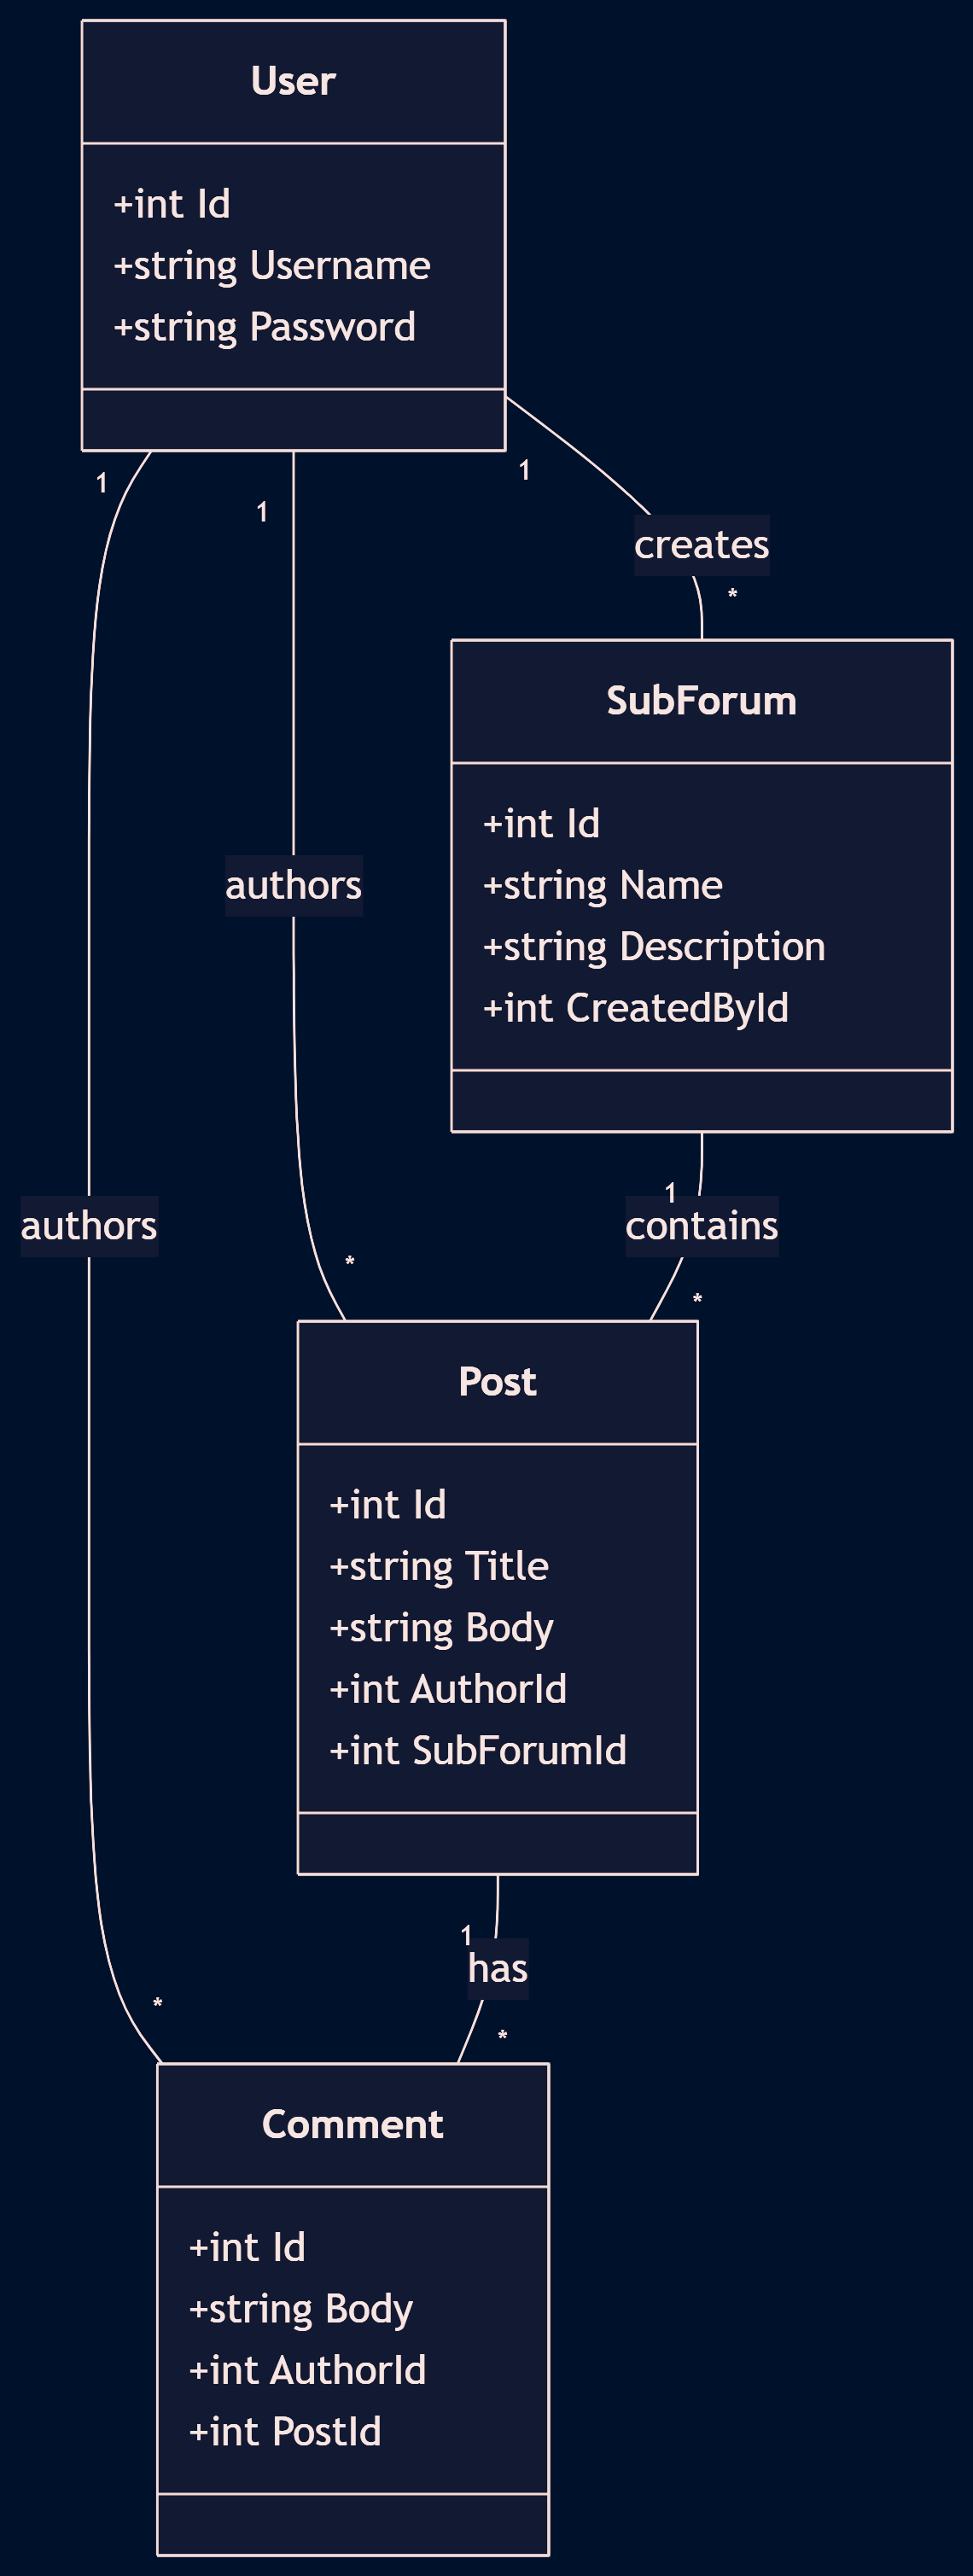 User
+int Id
+string Username
+string Password
1
1
1
creates
*
SubForum
+int Id
+string Name
+string Description
+int CreatedById
authors
1
authors
contains
*
*
Post
+int Id
+string Title
+string Body
+int AuthorId
+int SubForumId
1
has
*
*
Comment
+int Id
+string Body
+int AuthorId
+int PostId